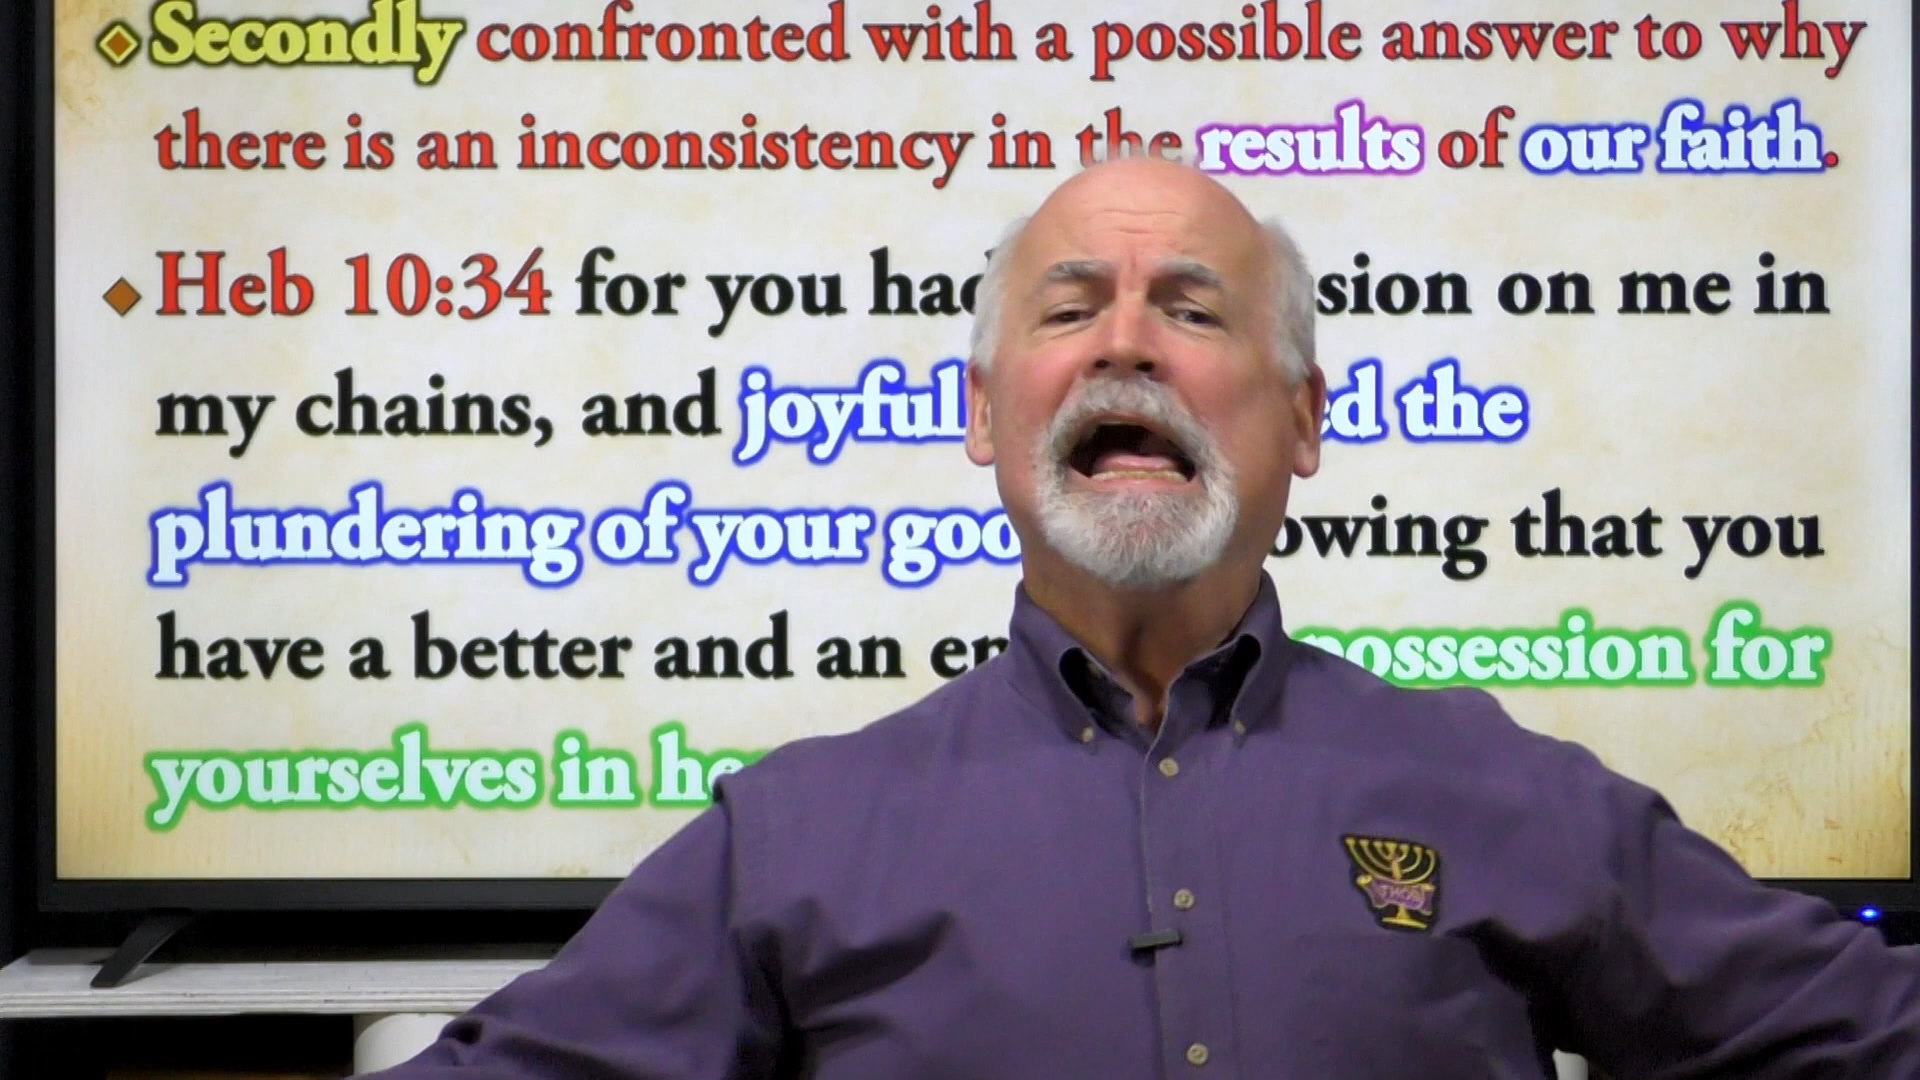 Secondly confronted with a possible answer to why
there is an inconsistency in the results of our faith.
Heb 10:34 for you had sion on me in
my chains, and joyful ed the
plundering of your goo owing that you
have a better and an en possession for
yourselves in he